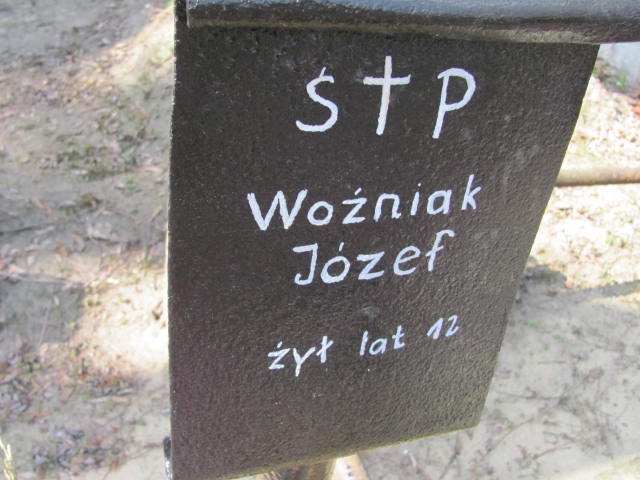 Ś✝P
Woźniak
Józef
żył lat 12